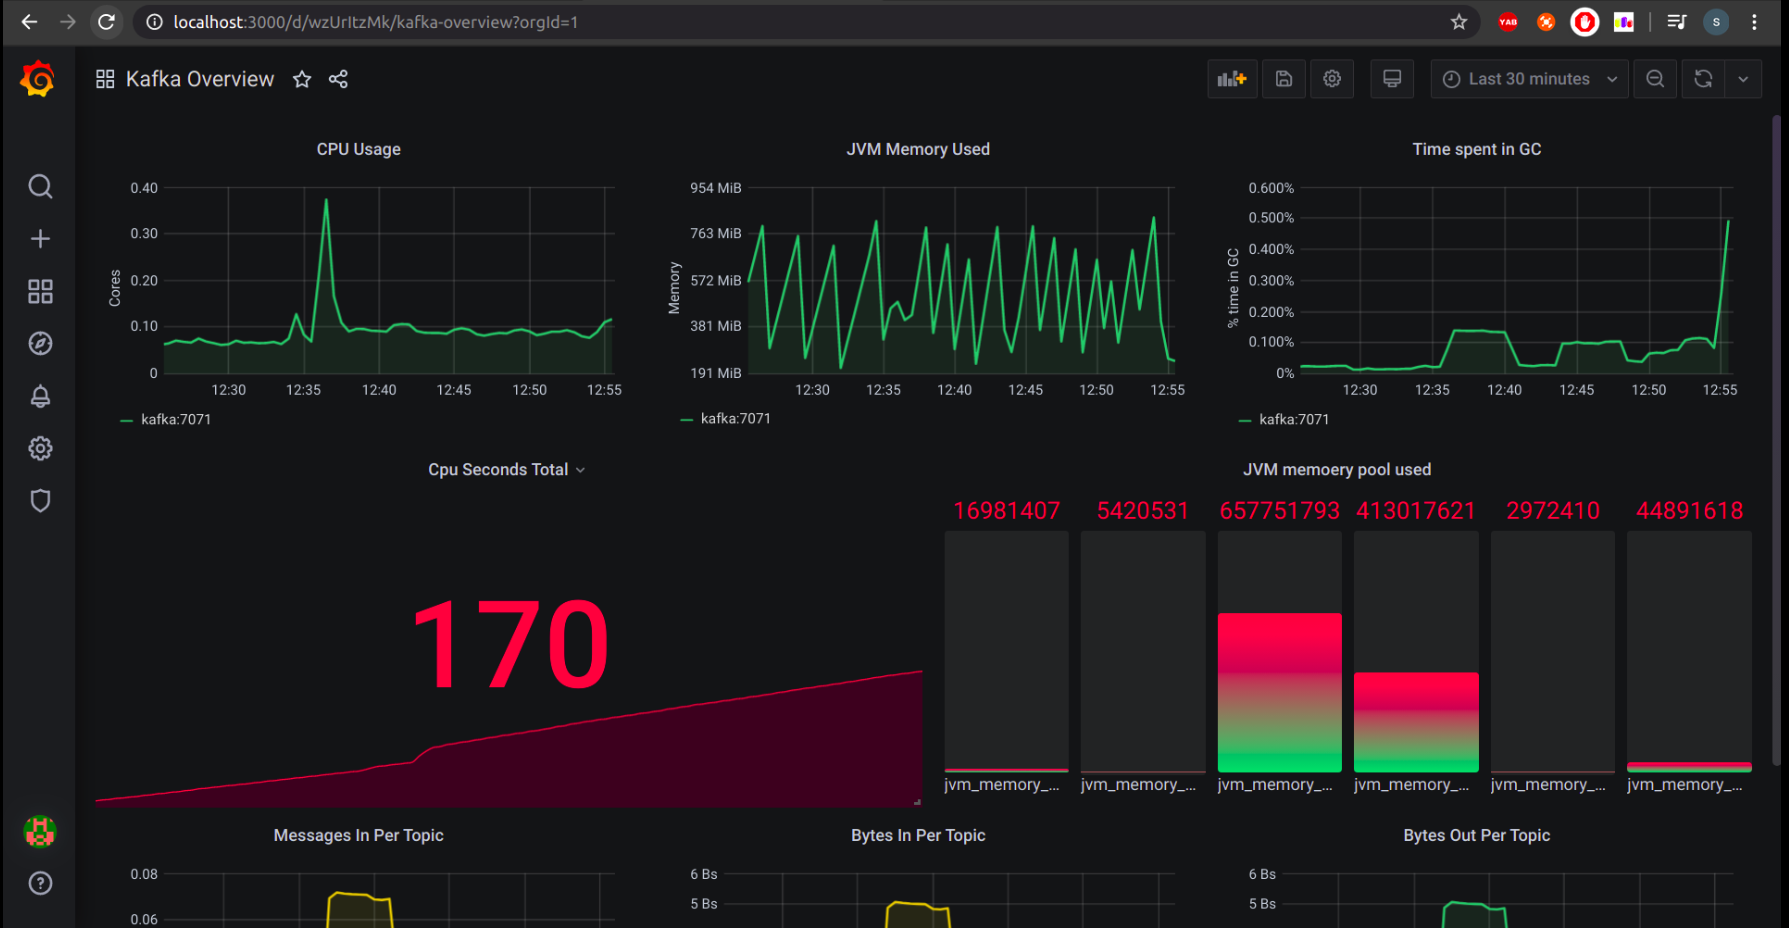 localhost:3000/d/wzUrItzMk/kafka-overview?orgId=1
YAB
S
Kafka Overview
Last 30 minutes
CPU Usage
Cores
0.40
0.30
0.20
0.10
0
12:30 12:35 12:40 12:45 12:50 12:55
kafka:7071
JVM Memory Used
Memory
954 MiB
763 MiB
572 MiB
381 MiB
191 MiB
12:30 12:35 12:40 12:45 12:50 12:55
kafka:7071
Time spent in GC
% time in GC
0.600%
0.500%
0.400%
0.300%
0.200%
0.100%
0%
12:30 12:35 12:40 12:45 12:50 12:55
kafka:7071
Cpu Seconds Total
170
JVM memoery pool used
16981407 5420531 657751793 413017621 2972410 44891618
jvm_memory_... jvm_memory_... jvm_memory_... jvm_memory_... jvm_memory_... jvm_memory_...
Messages In Per Topic
0.08
0.06
Bytes In Per Topic
6 Bs
5 Bs
Bytes Out Per Topic
6 Bs
5 Bs